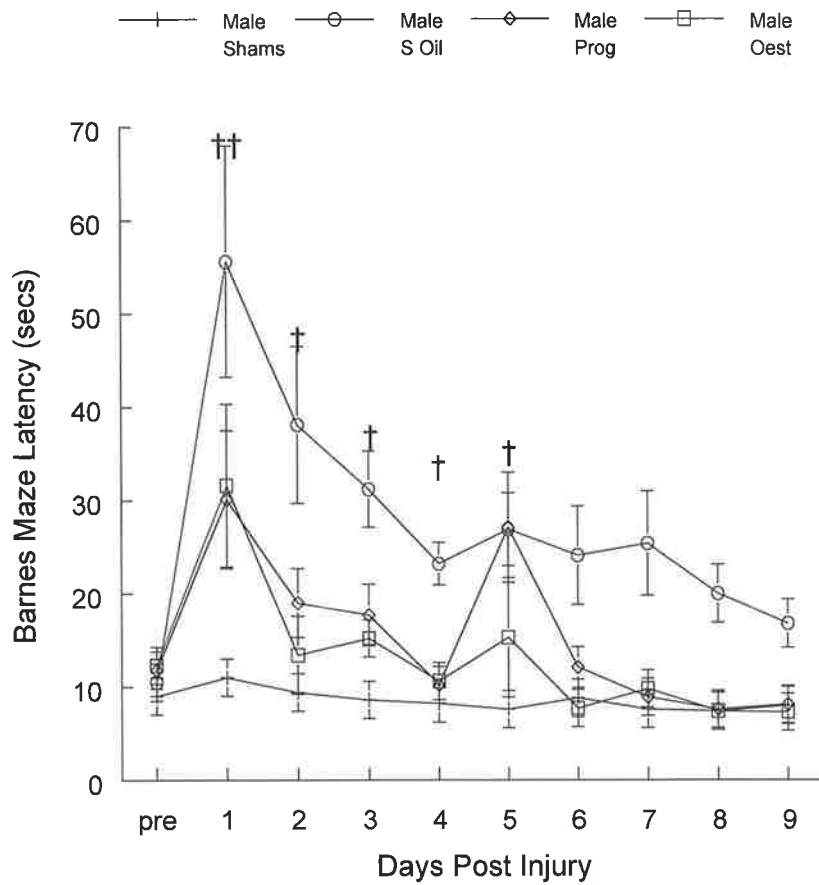 Male Male Male Male
Shams S Oil Prog Oest
70
††
60
50
†
40
†
† †
30
20
10
0
Barnes Maze Latency (secs)
pre 1 2 3 4 5 6 7 8 9
Days Post Injury